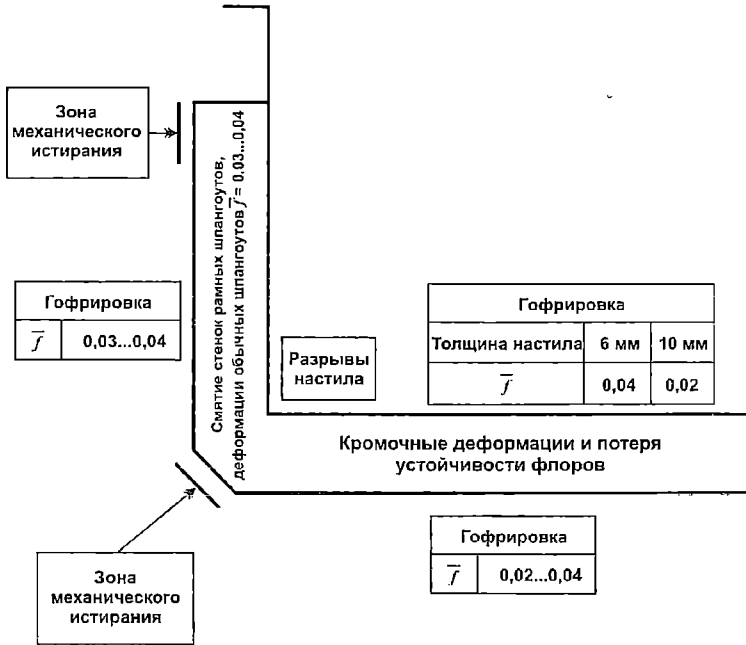 Зона
механического
истирания
Смятие стенок рамных шпангоутов,
деформации обычных шпангоутов f̅ = 0,03...0,04
Гофрировка
f̅ 0,03...0,04
Разрывы
настила
Гофрировка
Толщина настила 6 мм 10 мм
f̅ 0,04 0,02
Кромочные деформации и потеря
устойчивости флоров
Гофрировка
f̅ 0,02...0,04
Зона
механического
истирания